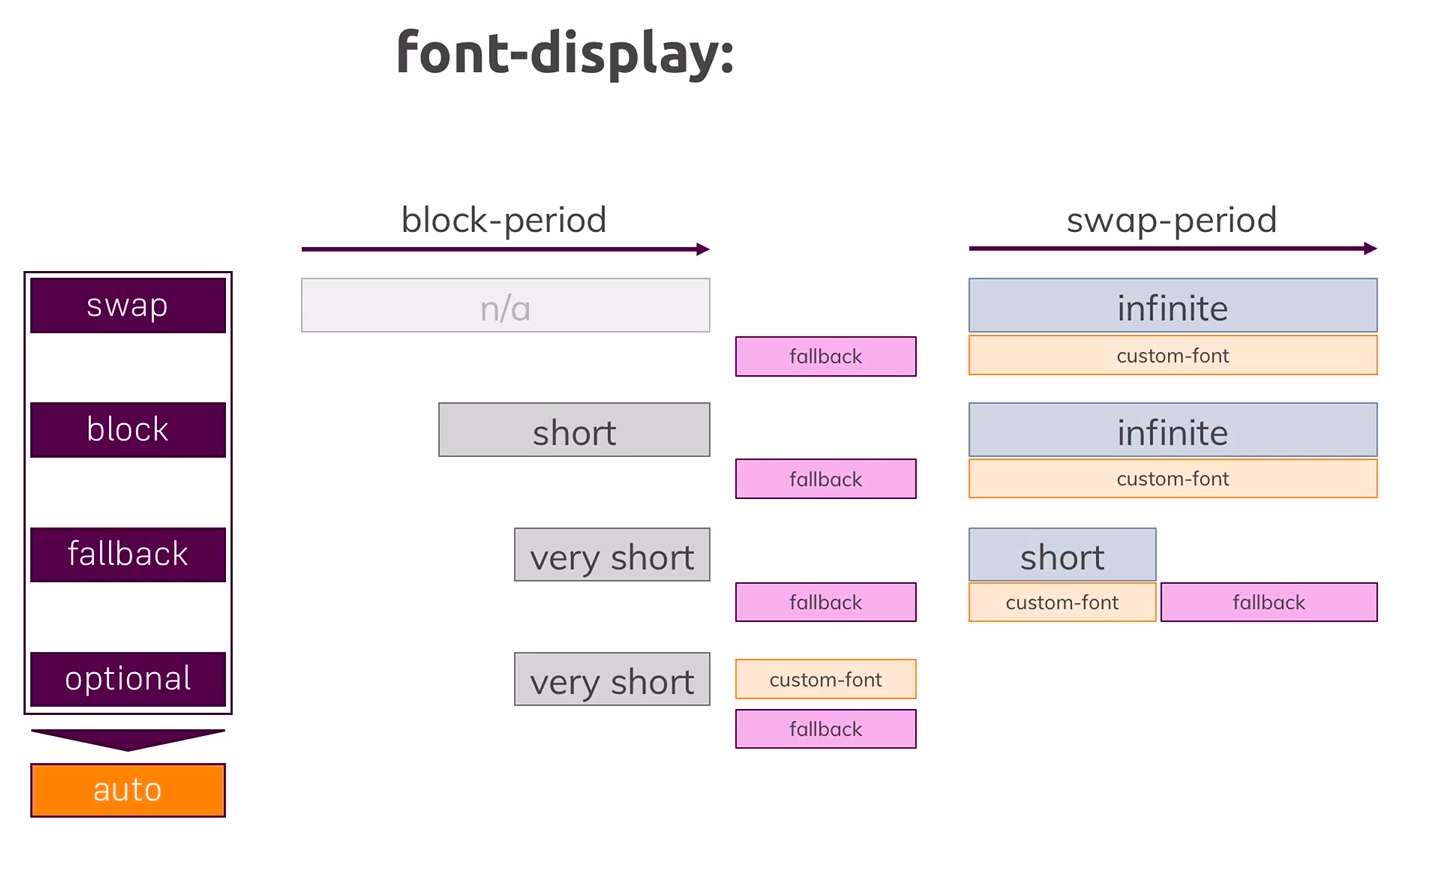 font-display:
block-period
swap-period
swap
n/a
infinite
fallback
custom-font
block
short
infinite
fallback
custom-font
fallback
very short
short
fallback
custom-font
fallback
optional
very short
custom-font
fallback
auto